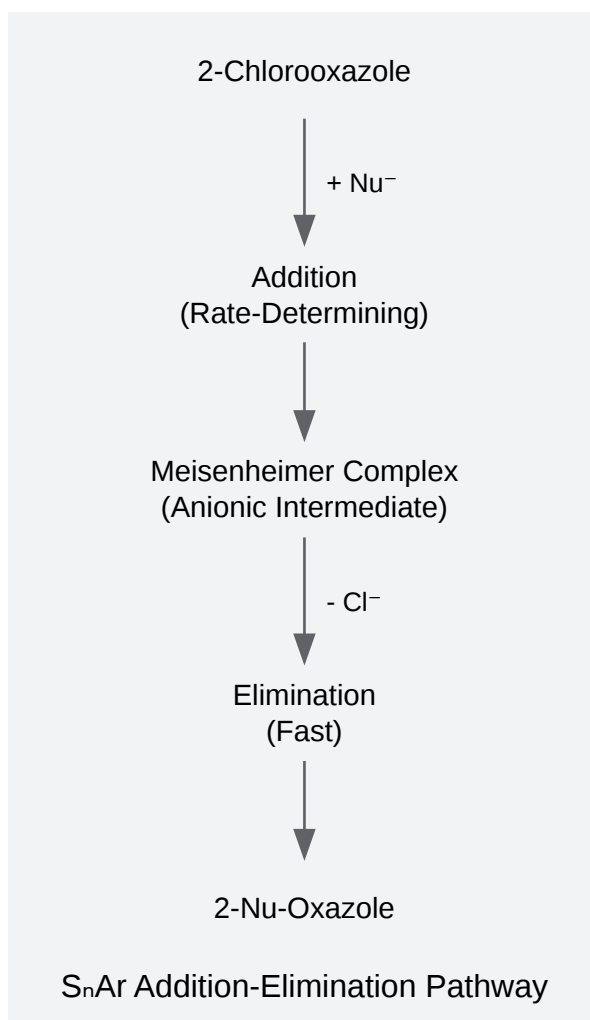 2-Chlorooxazole
+ Nu⁻
Addition
(Rate-Determining)
Meisenheimer Complex
(Anionic Intermediate)
- Cl⁻
Elimination
(Fast)
2-Nu-Oxazole
SₙAr Addition-Elimination Pathway